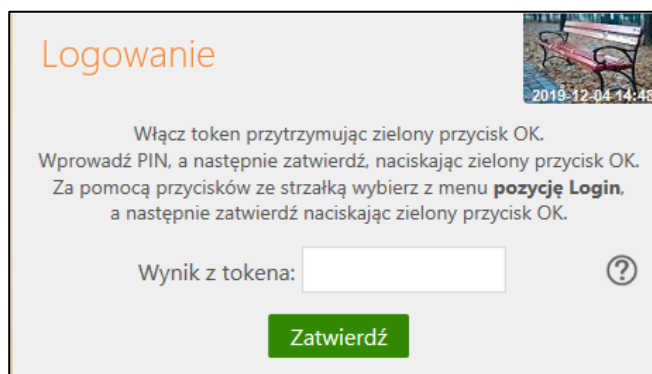 Logowanie
2019-12-04 14:48
Włącz token przytrzymując zielony przycisk OK.
Wprowadź PIN, a następnie zatwierdź, naciskając zielony przycisk OK.
Za pomocą przycisków ze strzałką wybierz z menu pozycję Login,
a następnie zatwierdź naciskając zielony przycisk OK.
Wynik z tokena:
?
Zatwierdź